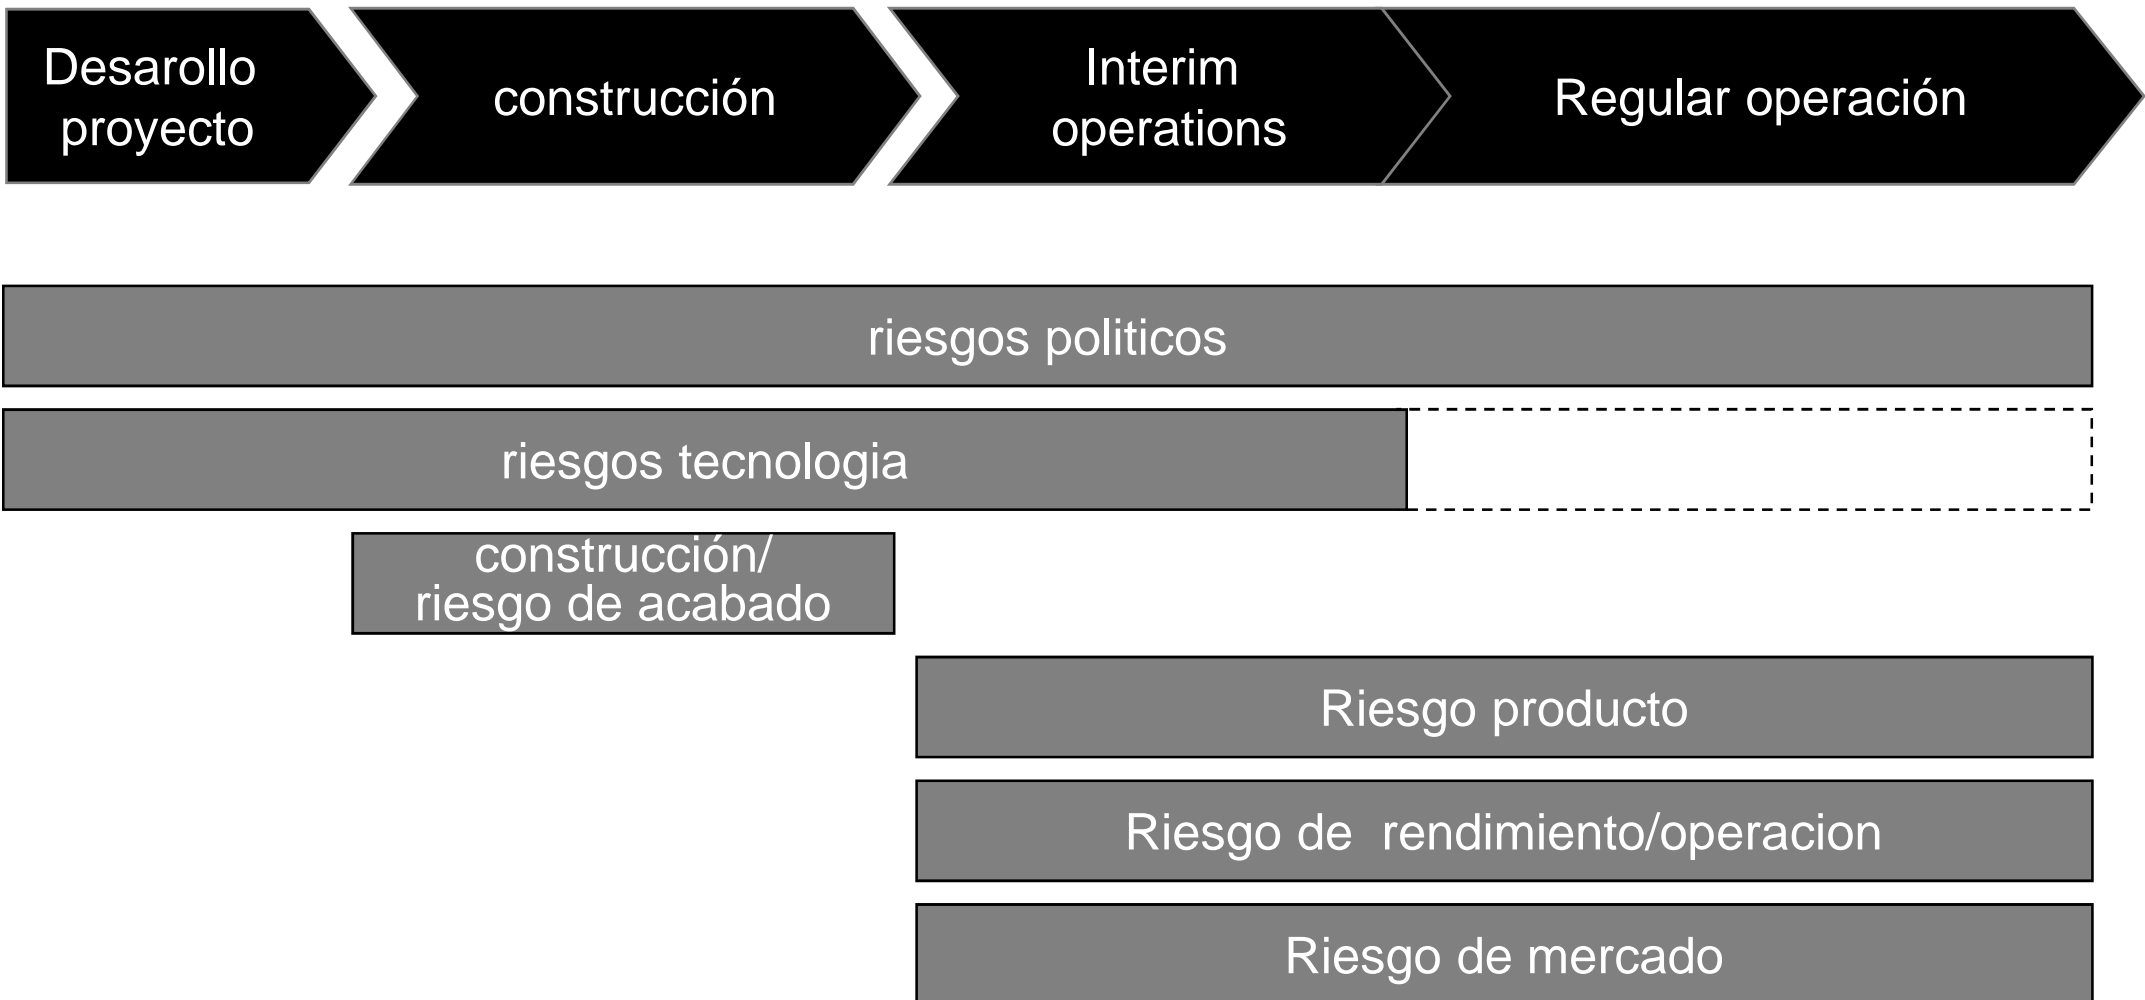 Desarollo
proyecto
construcción
Interim
operations
Regular operación
riesgos politicos
riesgos tecnologia
construcción/
riesgo de acabado
Riesgo producto
Riesgo de  rendimiento/operacion
Riesgo de mercado